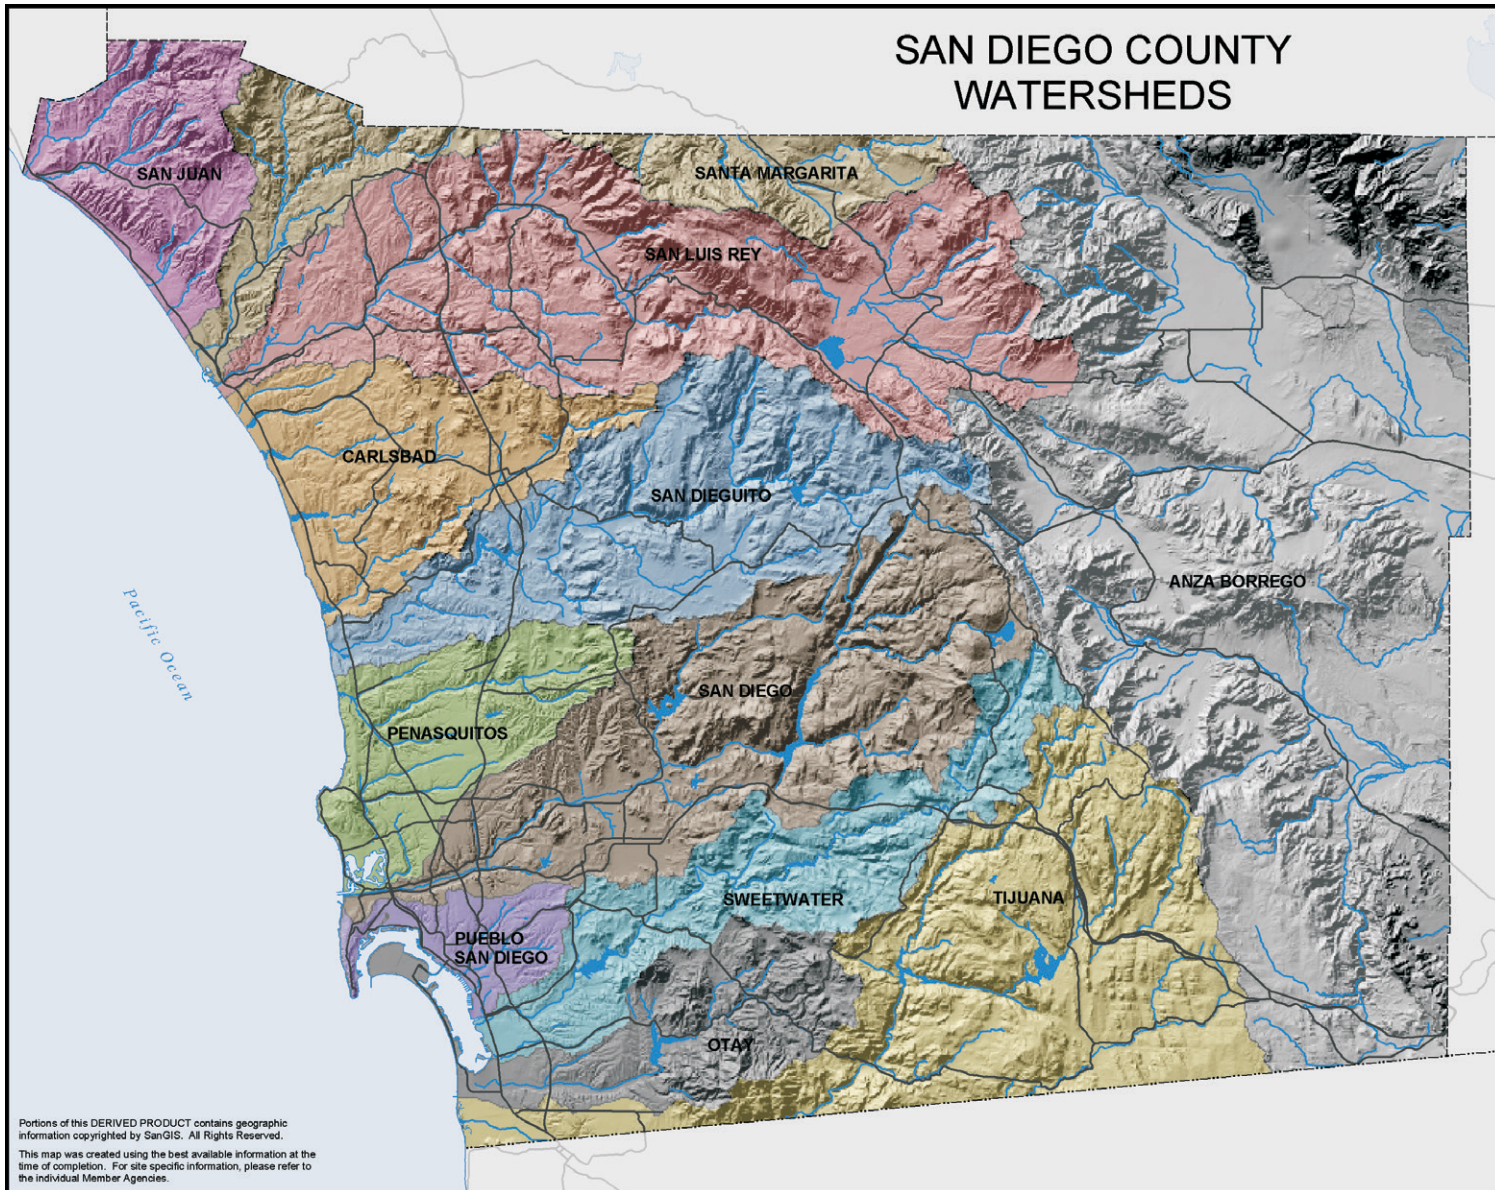 SAN DIEGO COUNTY
WATERSHEDS
SAN JUAN
SANTA MARGARITA
SAN LUIS REY
CARLSBAD
SAN DIEGUITO
ANZA BORREGO
Pacific Ocean
SAN DIEGO
PENASQUITOS
SWEETWATER
TIJUANA
PUEBLO
SAN DIEGO
OTAY
Portions of this DERIVED PRODUCT contains geographic
information copyrighted by SanGIS. All Rights Reserved.
This map was created using the best available information at the
time of completion. For site specific information, please refer to
the individual Member Agencies.